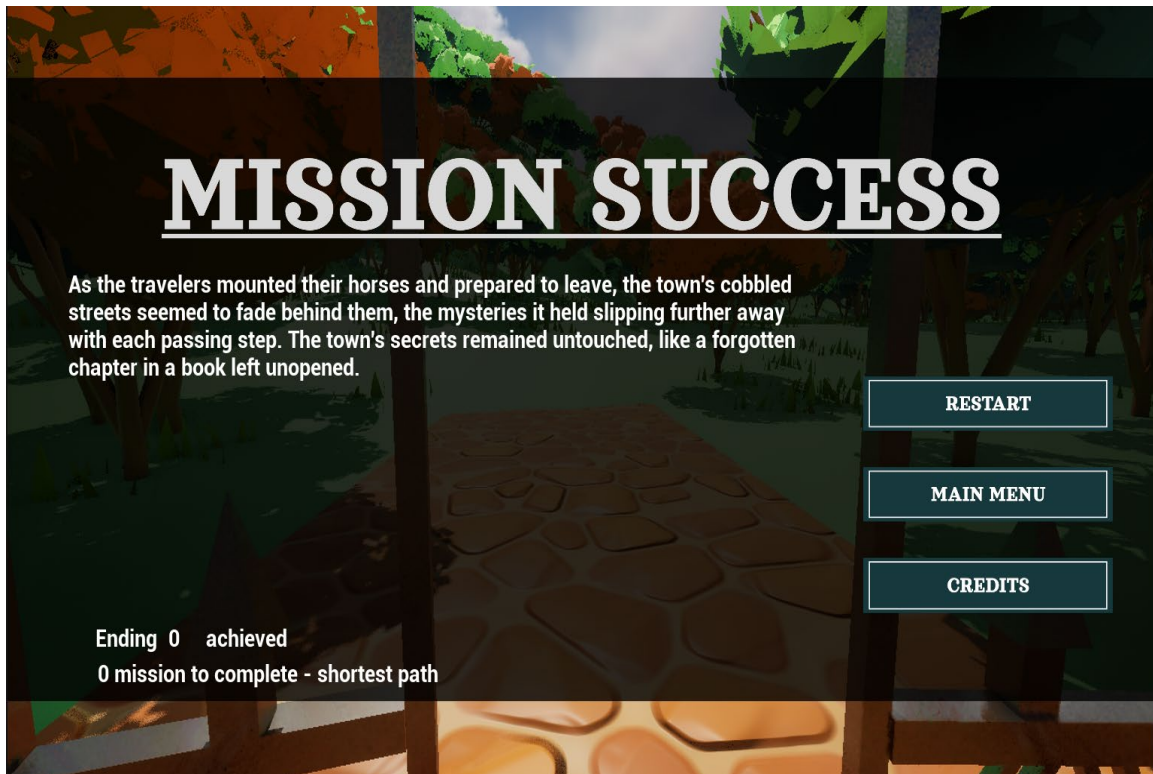 MISSION SUCCESS
As the travelers mounted their horses and prepared to leave, the town's cobbled
streets seemed to fade behind them, the mysteries it held slipping further away
with each passing step. The town's secrets remained untouched, like a forgotten
chapter in a book left unopened.
RESTART
MAIN MENU
CREDITS
Ending 0 achieved
0 mission to complete - shortest path